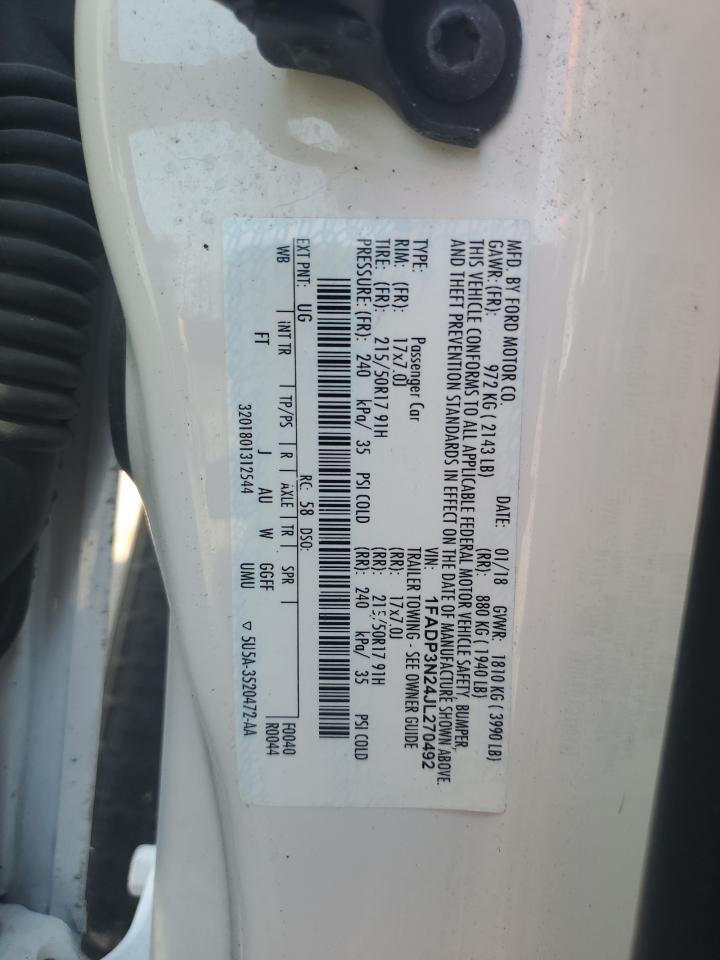 MFD. BY FORD MOTOR CO. DATE: 01/18 GVWR: 1810 KG ( 3990 LB)
GAWR: (FR): 972 KG ( 2143 LB) (RR): 880 KG ( 1940 LB)
THIS VEHICLE CONFORMS TO ALL APPLICABLE FEDERAL MOTOR VEHICLE SAFETY, BUMPER,
AND THEFT PREVENTION STANDARDS IN EFFECT ON THE DATE OF MANUFACTURE SHOWN ABOVE.
VIN: 1FADP3N24JL270492
TYPE: Passenger Car TRAILER TOWING - SEE OWNER GUIDE
RIM: (FR): 17x7.0J (RR): 17x7.0J
TIRE: (FR): 215/50R17 91H (RR): 215/50R17 91H
PRESSURE: (FR): 240 kPa/ 35 PSI COLD (RR): 240 kPa/ 35 PSI COLD
EXT PNT: UG RC: 58 DSO: F0040
WB INT TR TP/PS R AXLE TR SPR R0044
FT J AU W GGFF
3201801312544 UMU ▽ 5U5A-3520472-AA